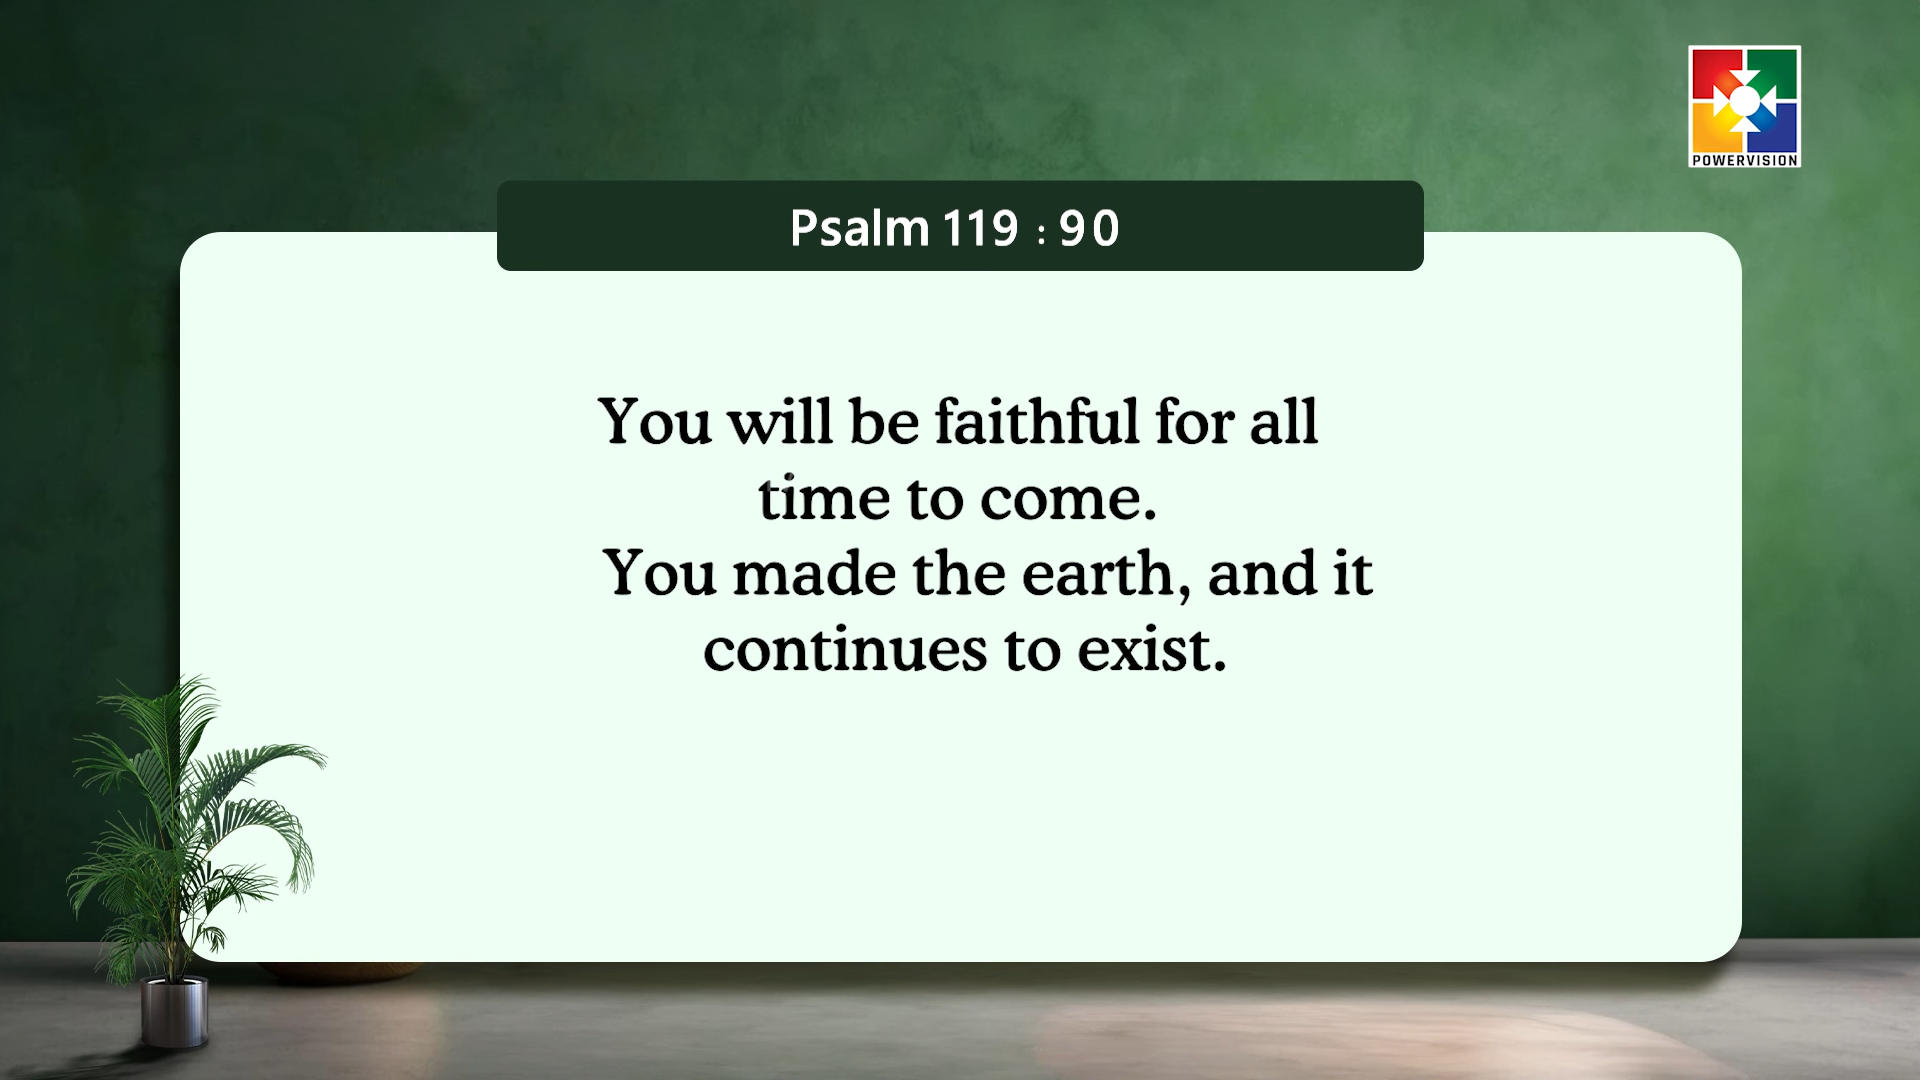 POWERVISION
Psalm 119 : 90
You will be faithful for all
time to come.
You made the earth, and it
continues to exist.